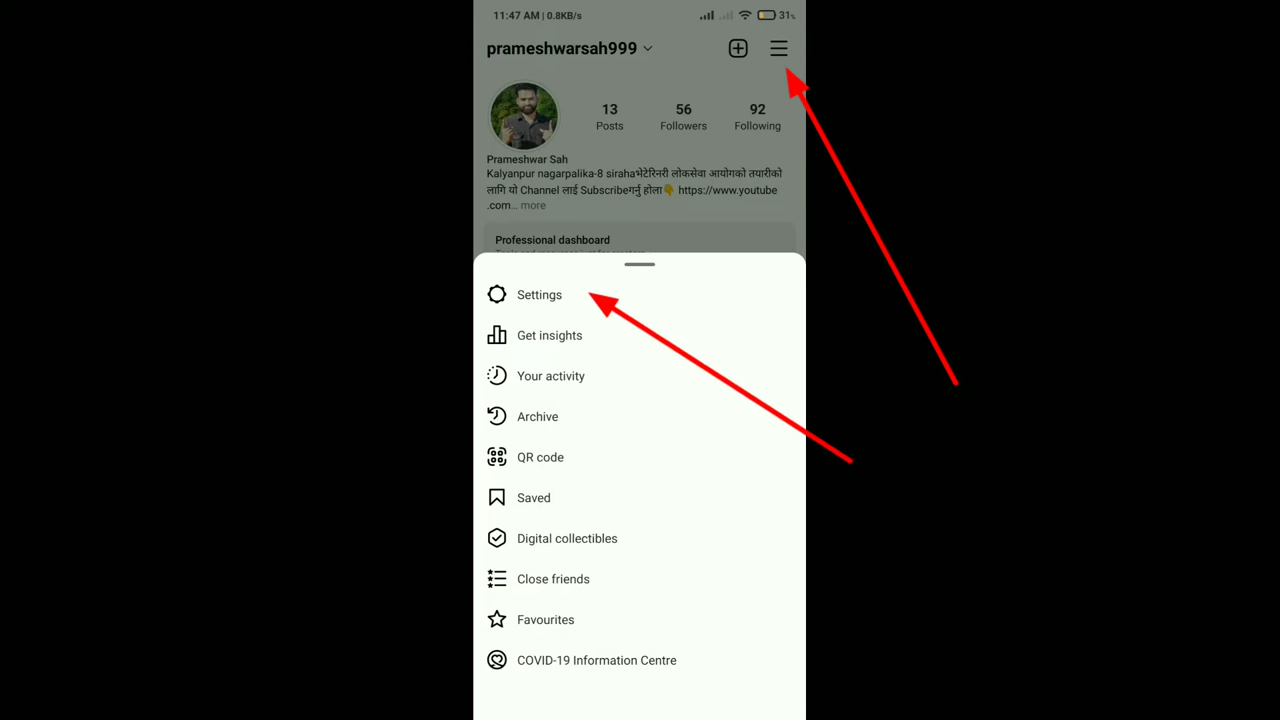 11:47 AM | 0.8KB/s
31%
prameshwarsah999
13 56 92
Posts Followers Following
Prameshwar Sah
Kalyanpur nagarpalika-8 sirahaभेटेरिनरी लोकसेवा आयोगको तयारीको
लागि यो Channel लाई Subscribeगर्नु होला👇 https://www.youtube
.com... more
Professional dashboard
Settings
Get insights
Your activity
Archive
QR code
Saved
Digital collectibles
Close friends
Favourites
COVID-19 Information Centre